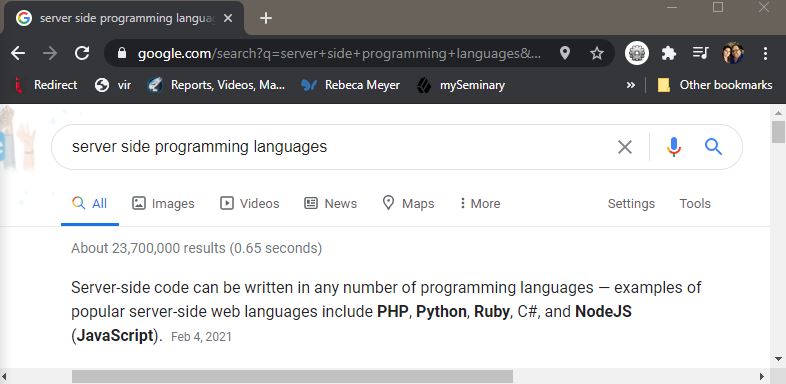 server side programming langua
google.com/search?q=server+side+programming+languages&...
Redirect vir Reports, Videos, Ma... Rebeca Meyer mySeminary » Other bookmarks
server side programming languages
All Images Videos News Maps More Settings Tools
About 23,700,000 results (0.65 seconds)
Server-side code can be written in any number of programming languages — examples of
popular server-side web languages include PHP, Python, Ruby, C#, and NodeJS
(JavaScript). Feb 4, 2021